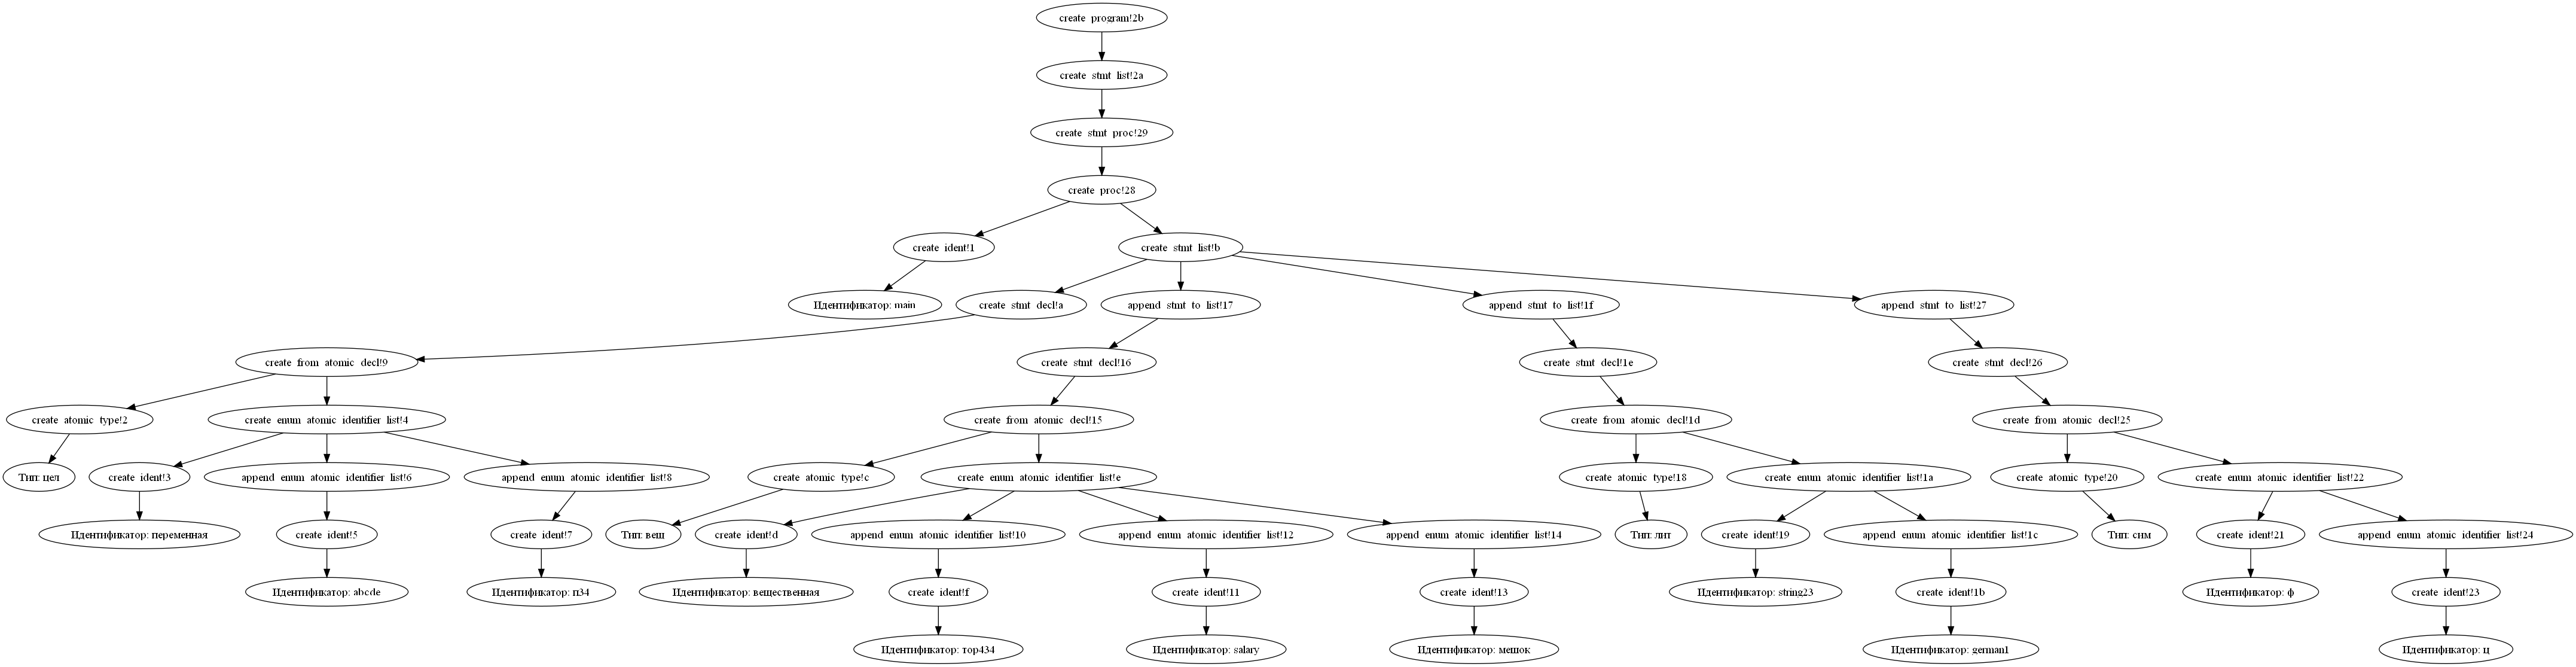 create program!2b
create stmt list!2a
create stmt proc!29
create proc!28
create ident!1
create stmt list!b
Идентификатор: main
create stmt decl!a
append stmt to list!17
append stmt to list!1f
append stmt to list!27
create from atomic decl!9
create stmt decl!16
create stmt decl!1e
create stmt decl!26
create atomic type!2
create enum atomic identifier list!4
create from atomic decl!15
create from atomic decl!1d
create from atomic decl!25
Тип: цел
create ident!3
append enum atomic identifier list!6
append enum atomic identifier list!8
create atomic type!c
create enum atomic identifier list!e
create atomic type!18
create enum atomic identifier list!1a
create atomic type!20
create enum atomic identifier list!22
Идентификатор: переменная
create ident!5
create ident!7
Тип: вещ
create ident!d
append enum atomic identifier list!10
append enum atomic identifier list!12
append enum atomic identifier list!14
Тип: лит
create ident!19
append enum atomic identifier list!1c
Тип: сим
create ident!21
append enum atomic identifier list!24
Идентификатор: abcde
Идентификатор: п34
Идентификатор: вещественная
create ident!f
create ident!11
create ident!13
Идентификатор: string23
create ident!1b
Идентификатор: ф
create ident!23
Идентификатор: тор434
Идентификатор: salary
Идентификатор: мешок
Идентификатор: german1
Идентификатор: ц